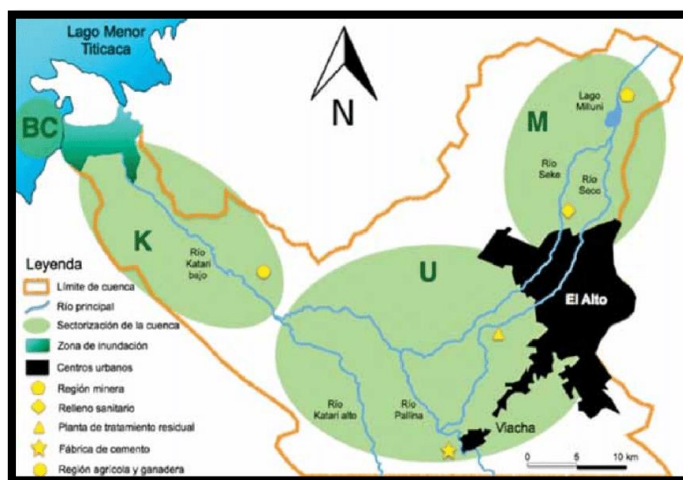 Lago Menor
Titicaca
N
BC
M
Lago
Milluni
Río
Seke
Río
Seco
K
Río
Katari
bajo
U
El Alto
Río
Katari alto
Río
Pallina
Viacha
Leyenda
Límite de cuenca
Río principal
Sectorización de la cuenca
Zona de inundación
Centros urbanos
Región minera
Relleno sanitario
Planta de tratamiento residual
Fábrica de cemento
Región agrícola y ganadera
0 5 10 km